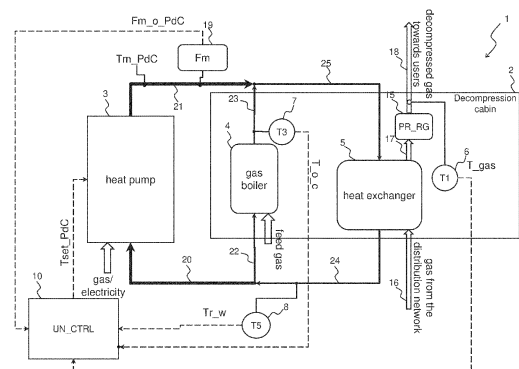 Fm_o_PdC
19
Fm
Tm_PdC
18
decompressed gas
towards users
1
21
25
2
Decompression
cabin
3
23
7
T3
4
15
PR_RG
17
5
6
T1
T_gas
heat pump
gas
boiler
T_o_c
heat exchanger
Tset_PdC
feed gas
22
gas/
electricity
20
24
16
gas from the
distribution network
10
UN_CTRL
Tr_w
T5
8